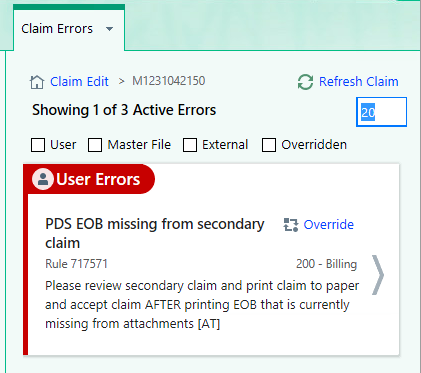 Claim Errors
Claim Edit > M1231042150 Refresh Claim
Showing 1 of 3 Active Errors 20
User Master File External Overridden
User Errors
PDS EOB missing from secondary Override
claim
Rule 717571 200 - Billing
Please review secondary claim and print claim to paper
and accept claim AFTER printing EOB that is currently
missing from attachments [AT]